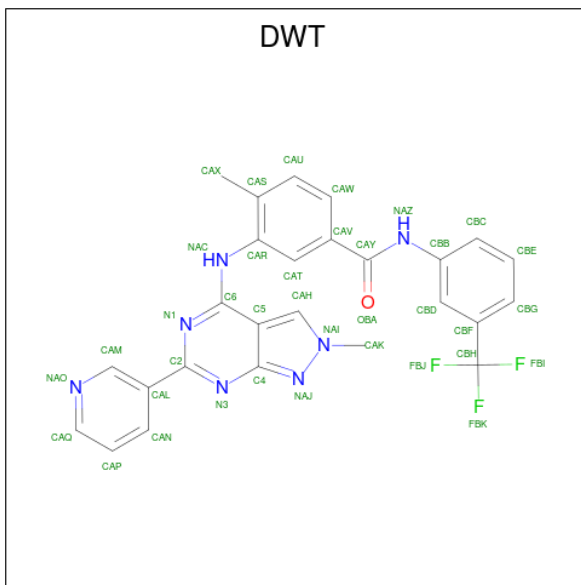 DWT
CAU
CAX
CAS
CAW
NAZ
CBC
NAC
HN
CAR
CAV
CAY
H
N
CBB
CBE
CAT
C6
C5
CAH
O
OBA
CBD
CBG
N1
N
CBF
CAM
NAI
N
CAK
CBH
NAO
N
C2
CAL
N
N3
C4
N
NAJ
FBJ
F
F
FBI
CAQ
CAN
F
FBK
CAP